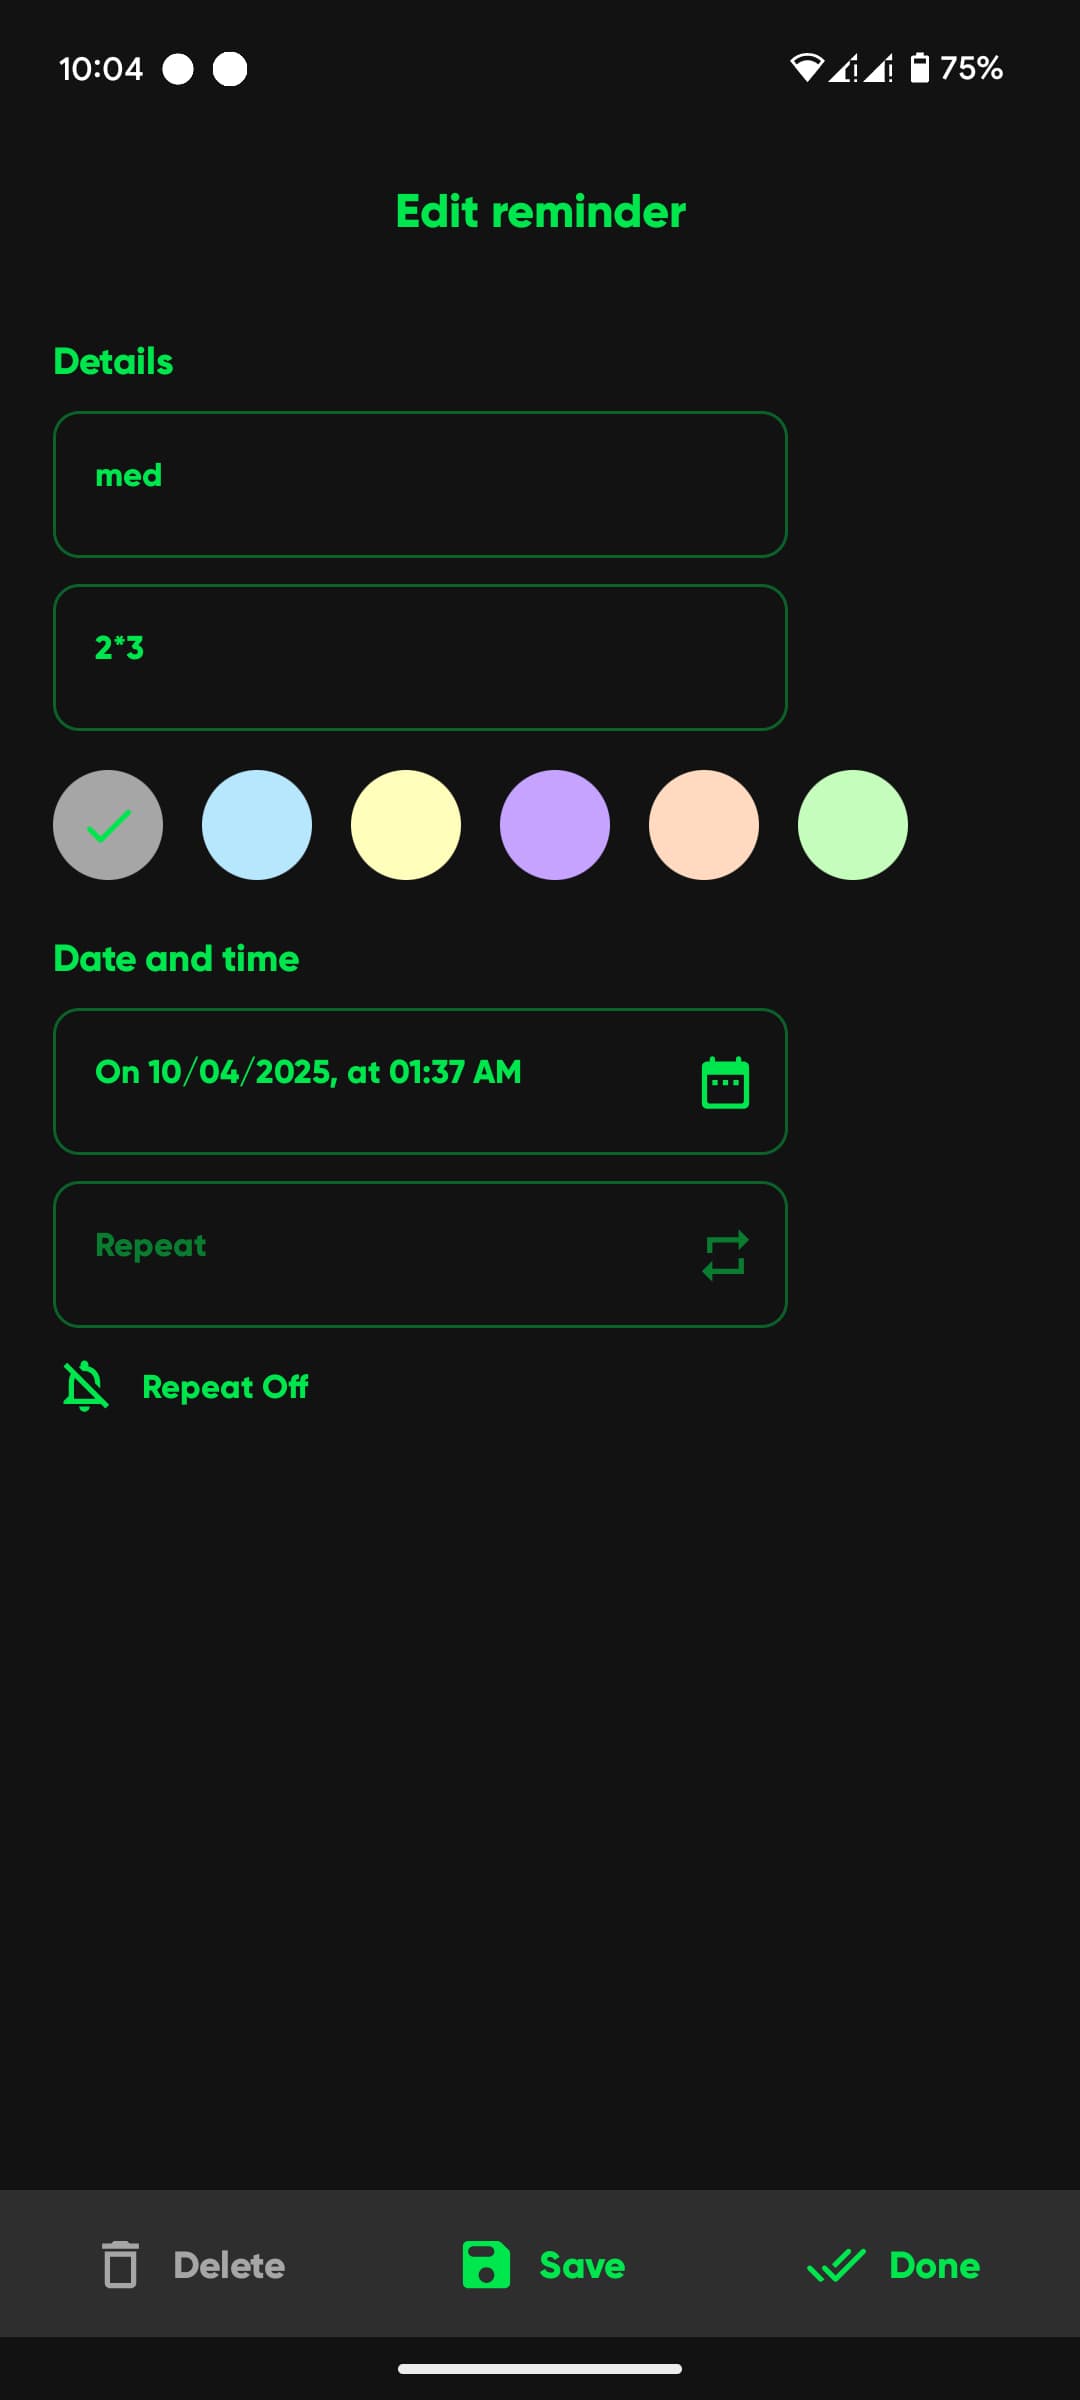 10:04
75%
Edit reminder
Details
med
2*3
Date and time
On 10/04/2025, at 01:37 AM
Repeat
Repeat Off
Delete
Save
Done